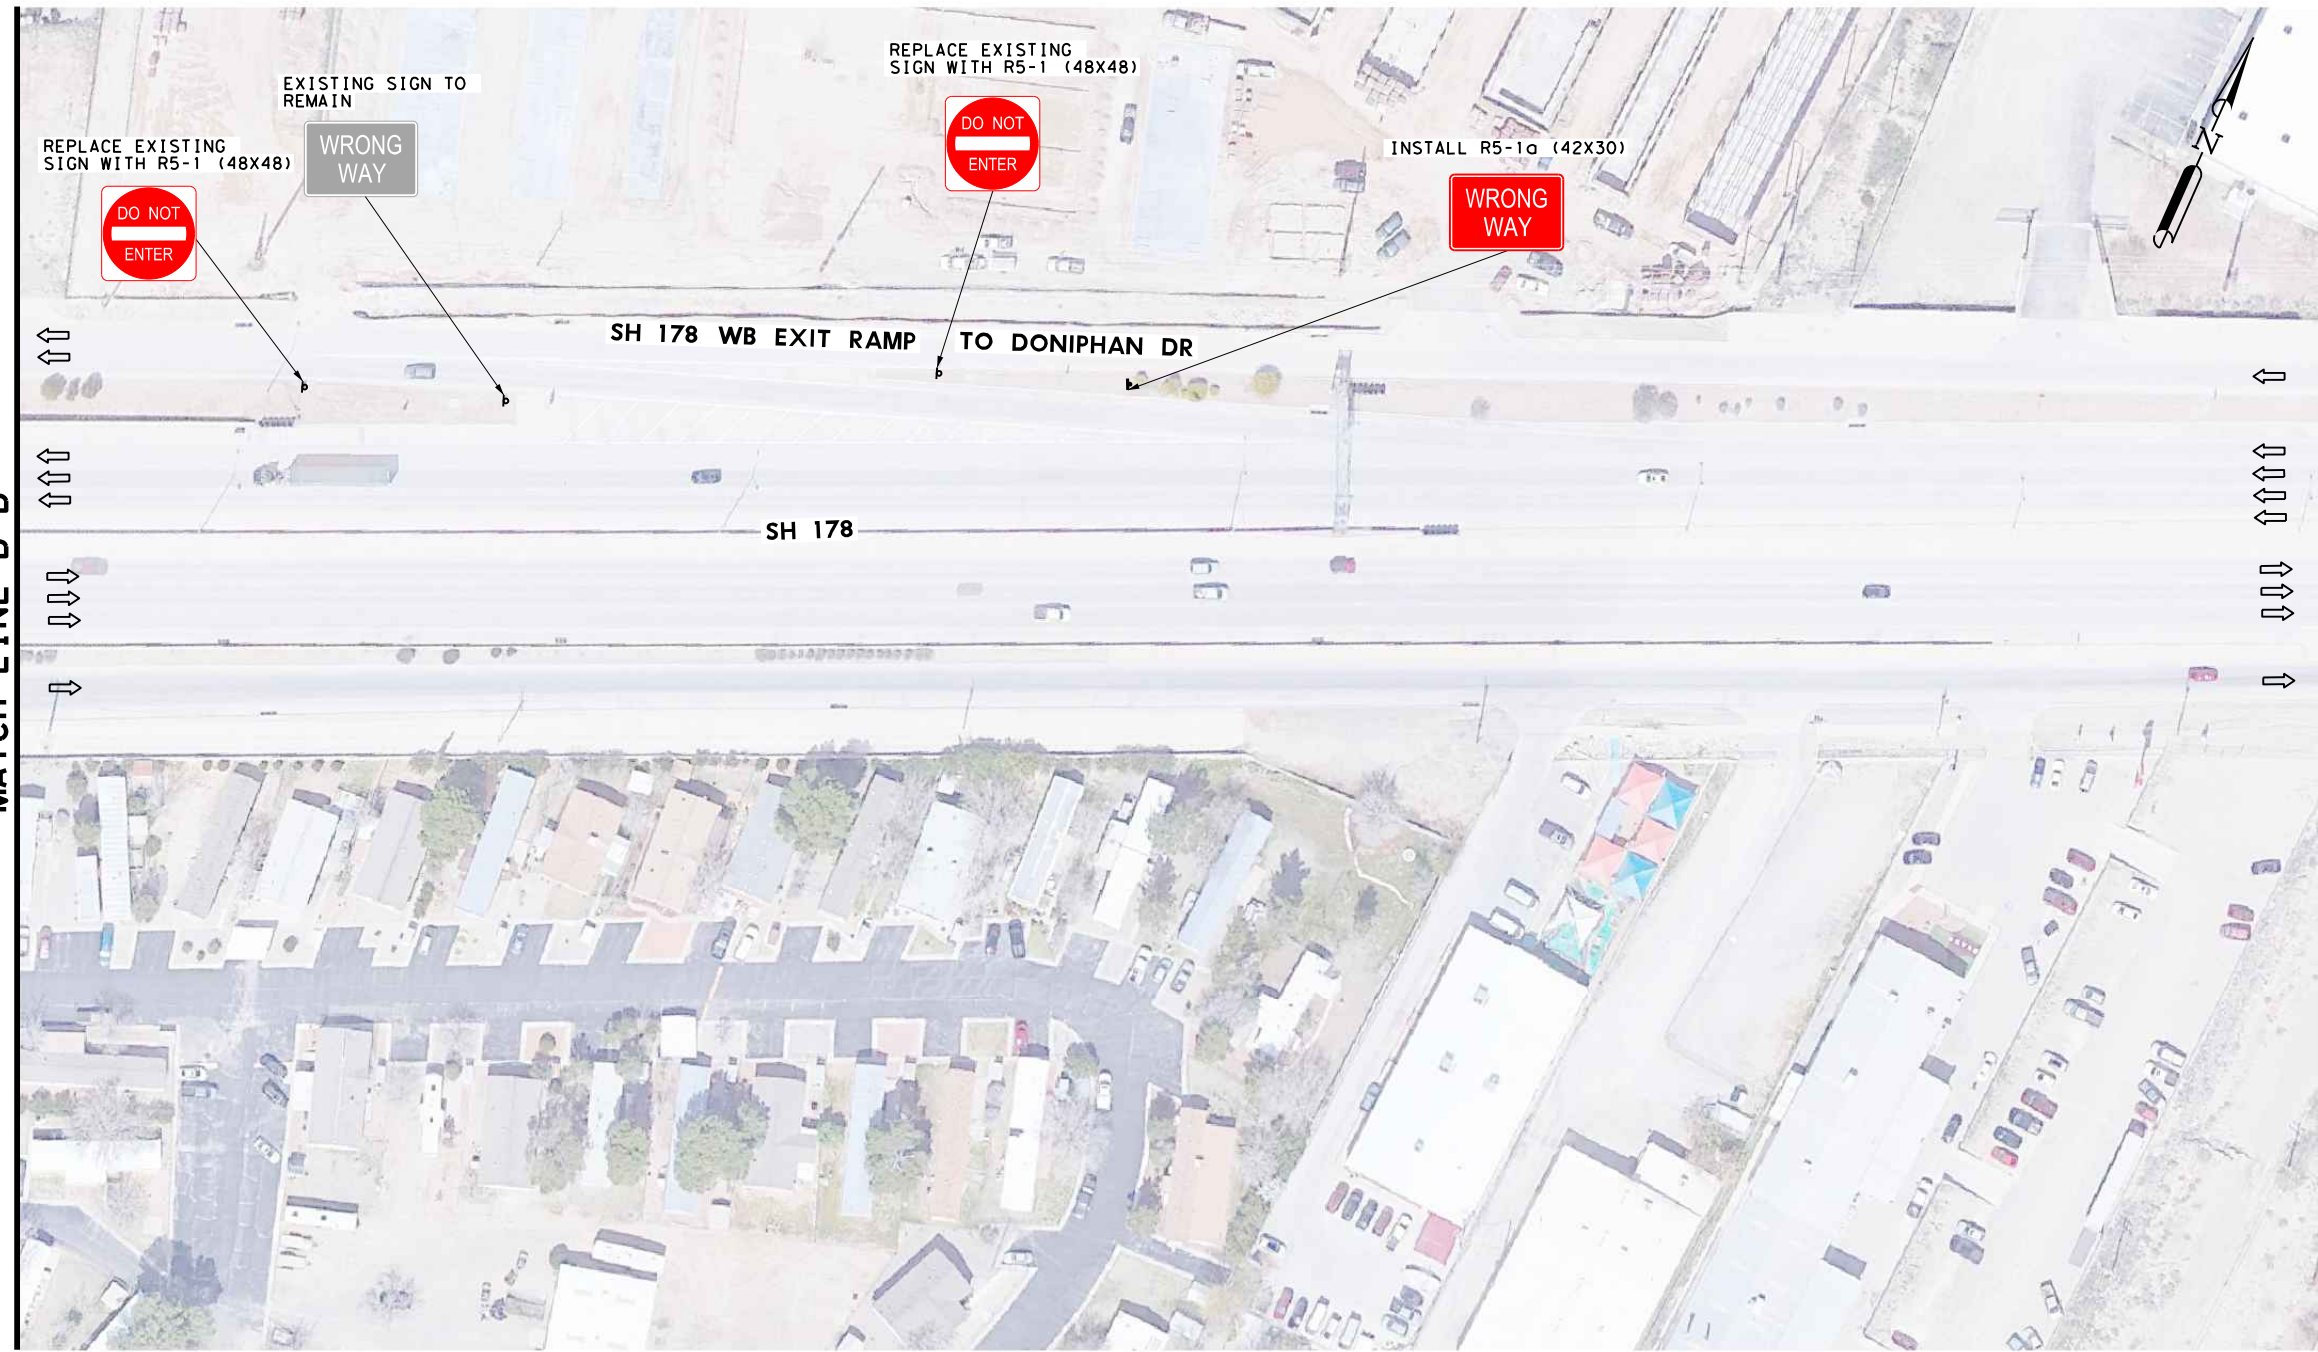 REPLACE EXISTING
SIGN WITH R5-1 (48X48)
DO NOT
ENTER
EXISTING SIGN TO
REMAIN
WRONG
WAY
REPLACE EXISTING
SIGN WITH R5-1 (48X48)
DO NOT
ENTER
INSTALL R5-1a (42X30)
WRONG
WAY
N
SH 178 WB EXIT RAMP TO DONIPHAN DR
SH 178